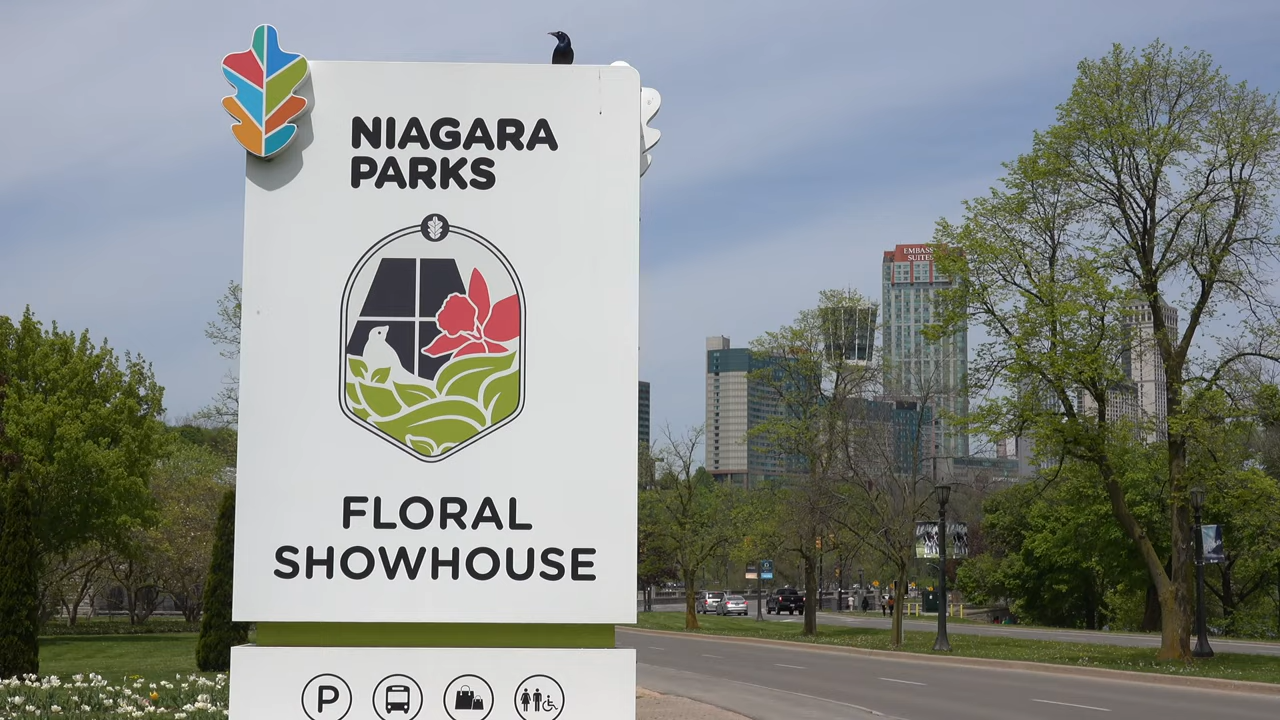 NIAGARA
PARKS
FLORAL
SHOWHOUSE
P
EMBASSY
SUITES